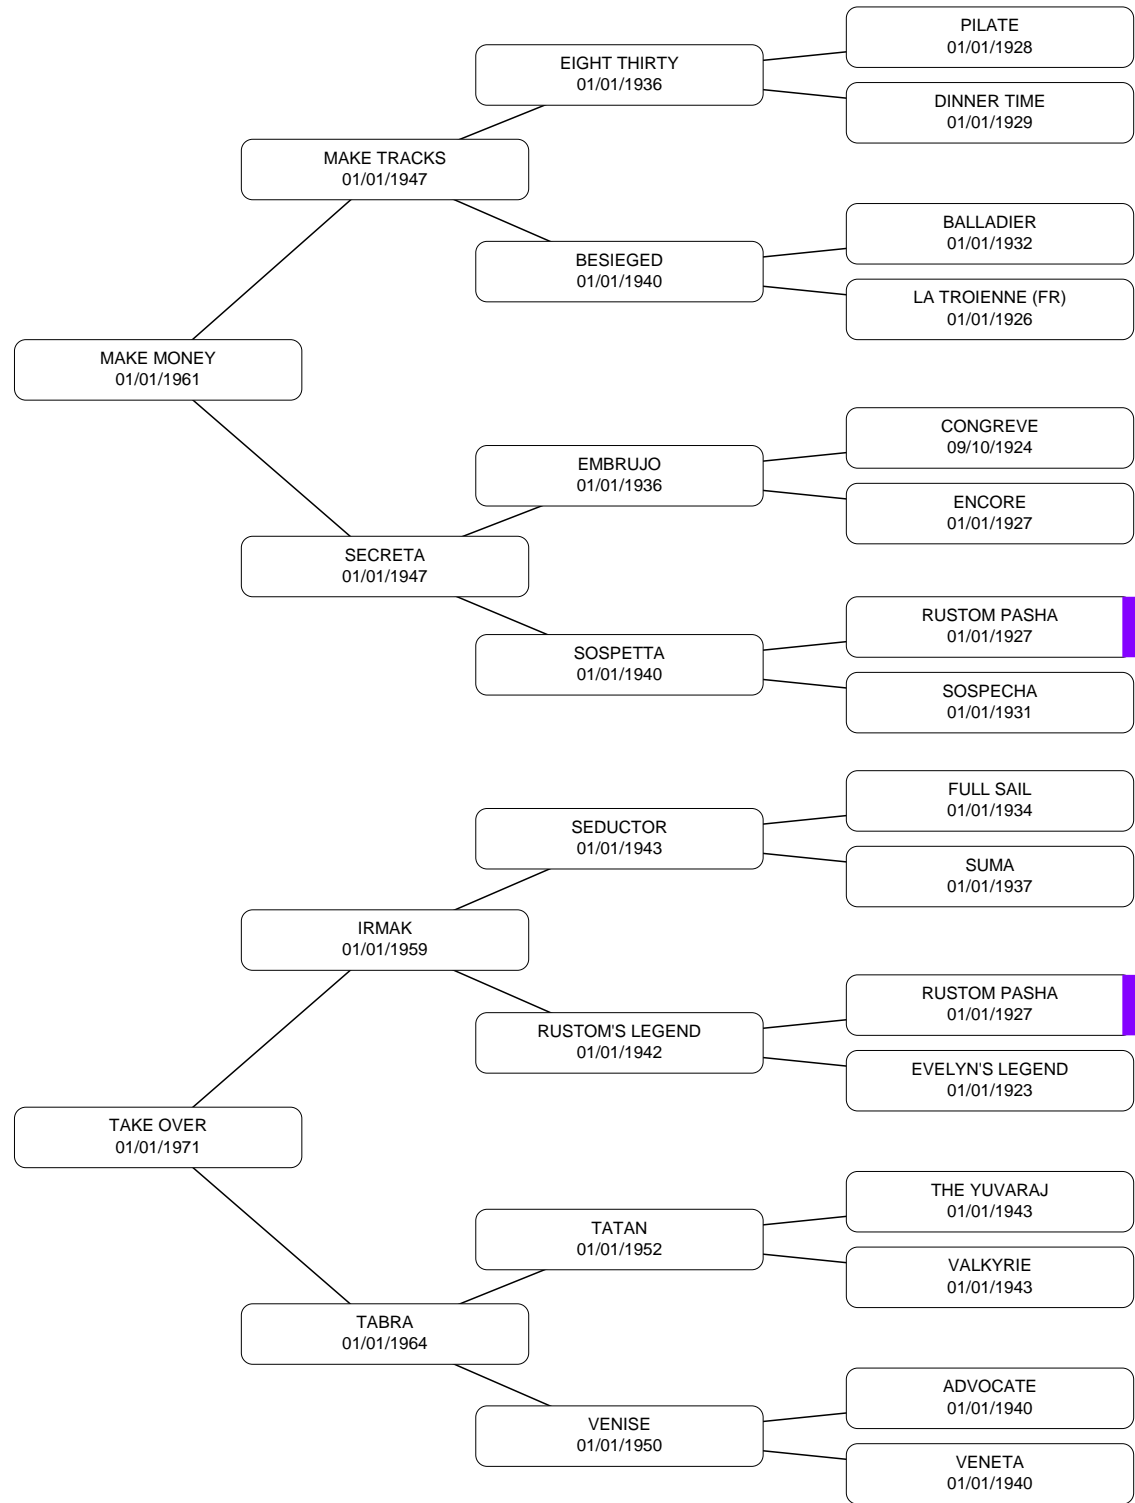 PILATE
01/01/1928
EIGHT THIRTY
01/01/1936
DINNER TIME
01/01/1929
MAKE TRACKS
01/01/1947
BALLADIER
01/01/1932
BESIEGED
01/01/1940
LA TROIENNE (FR)
01/01/1926
MAKE MONEY
01/01/1961
CONGREVE
09/10/1924
EMBRUJO
01/01/1936
ENCORE
01/01/1927
SECRETA
01/01/1947
RUSTOM PASHA
01/01/1927
SOSPETTA
01/01/1940
SOSPECHA
01/01/1931
FULL SAIL
01/01/1934
SEDUCTOR
01/01/1943
SUMA
01/01/1937
IRMAK
01/01/1959
RUSTOM PASHA
01/01/1927
RUSTOM'S LEGEND
01/01/1942
EVELYN'S LEGEND
01/01/1923
TAKE OVER
01/01/1971
THE YUVARAJ
01/01/1943
TATAN
01/01/1952
VALKYRIE
01/01/1943
TABRA
01/01/1964
ADVOCATE
01/01/1940
VENISE
01/01/1950
VENETA
01/01/1940